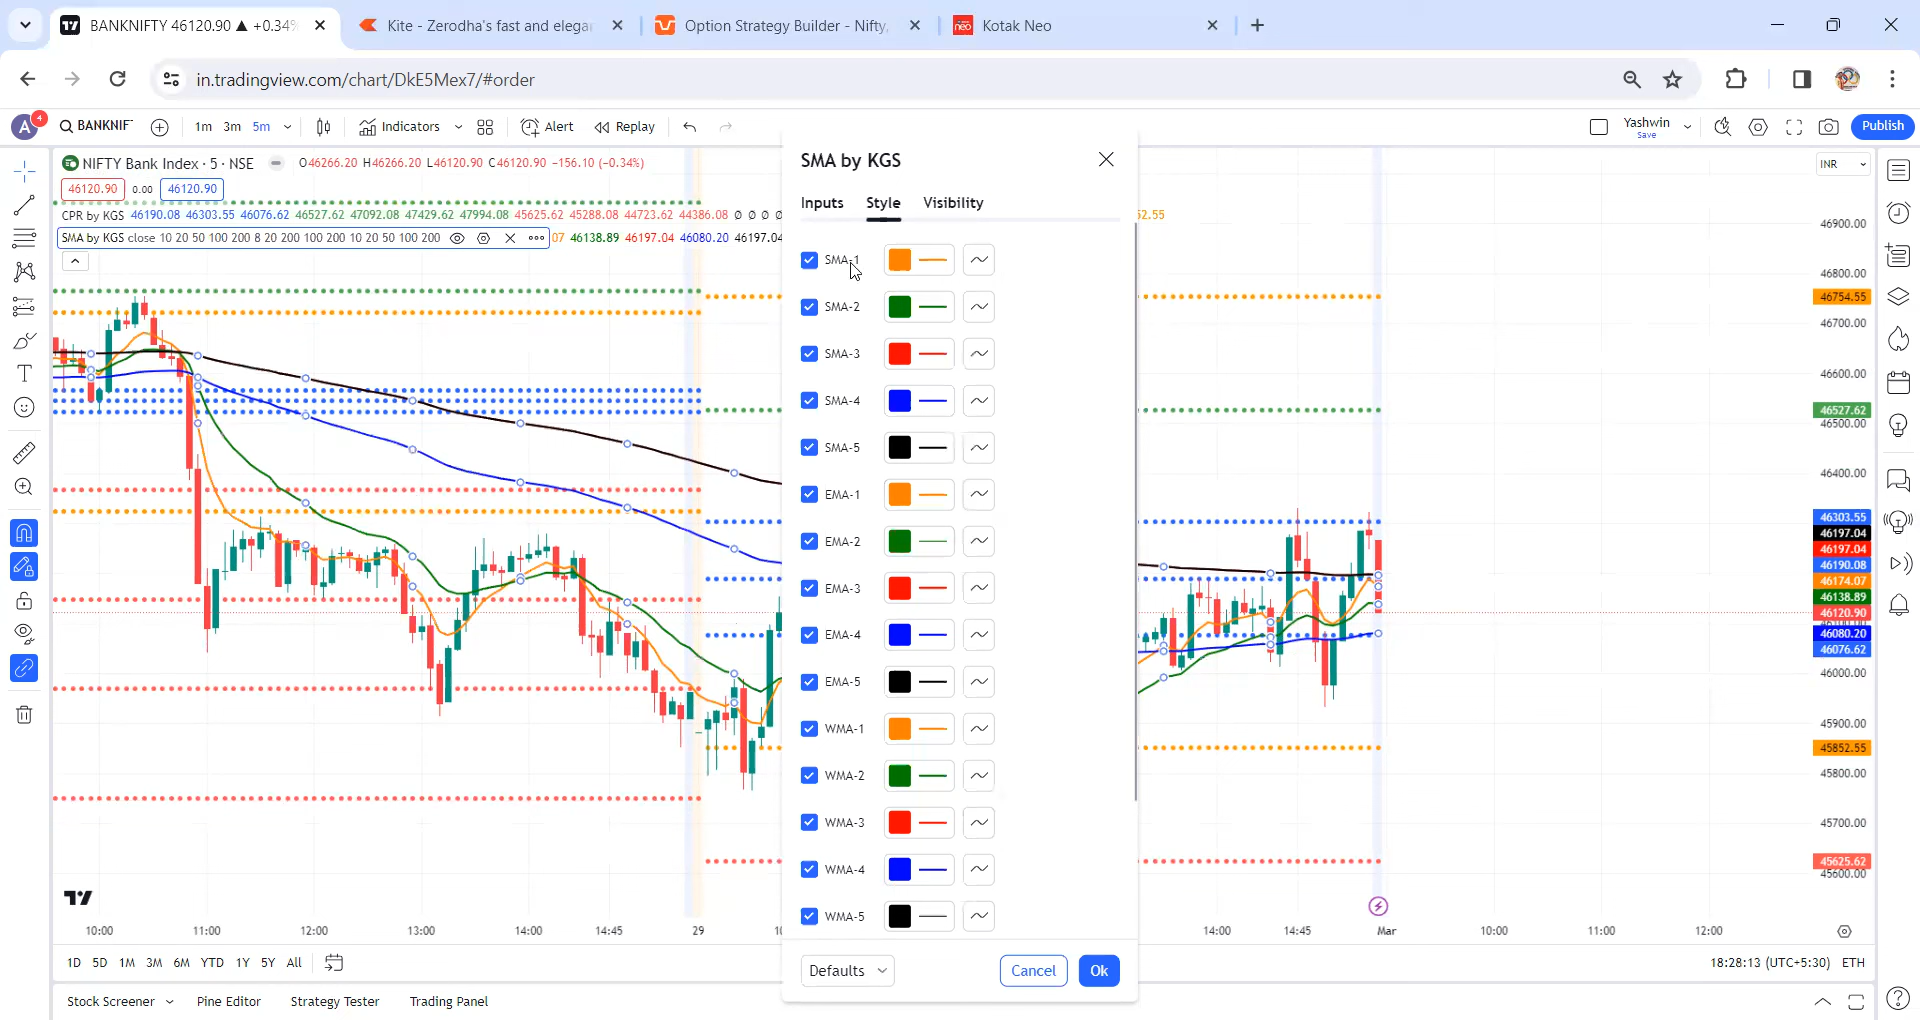 BANKNIFTY 46120.90 ▲ +0.34%
Kite - Zerodha's fast and elega
Option Strategy Builder - Nifty,
neo Kotak Neo
in.tradingview.com/chart/DkE5Mex7/#order
A 4 BANKNIF 1m 3m 5m Indicators Alert Replay Yashwin Save Publish
NIFTY Bank Index · 5 · NSE O46266.20 H46266.20 L46120.90 C46120.90 −156.10 (−0.34%)
INR
46120.90 0.00 46120.90
CPR by KGS 46190.08 46303.55 46076.62 46527.62 47092.08 47429.62 47994.08 45625.62 45288.08 44723.62 44386.08 Ø Ø Ø Ø
52.55
SMA by KGS close 10 20 50 100 200 8 20 200 100 200 10 20 50 100 200 07 46138.89 46197.04 46080.20 46197.04
SMA by KGS
Inputs Style Visibility
SMA-1
SMA-2
SMA-3
SMA-4
SMA-5
EMA-1
EMA-2
EMA-3
EMA-4
EMA-5
WMA-1
WMA-2
WMA-3
WMA-4
WMA-5
Defaults Cancel Ok
46900.00
46800.00
46754.55
46700.00
46600.00
46527.62
46500.00
46400.00
46303.55
46197.04
46197.04
46190.08
46174.07
46138.89
46120.90
46080.20
46076.62
46000.00
45900.00
45852.55
45800.00
45700.00
45625.62
45600.00
10:00 11:00 12:00 13:00 14:00 14:45 29 14:00 14:45 Mar 10:00 11:00 12:00
1D 5D 1M 3M 6M YTD 1Y 5Y All 18:28:13 (UTC+5:30) ETH
Stock Screener Pine Editor Strategy Tester Trading Panel